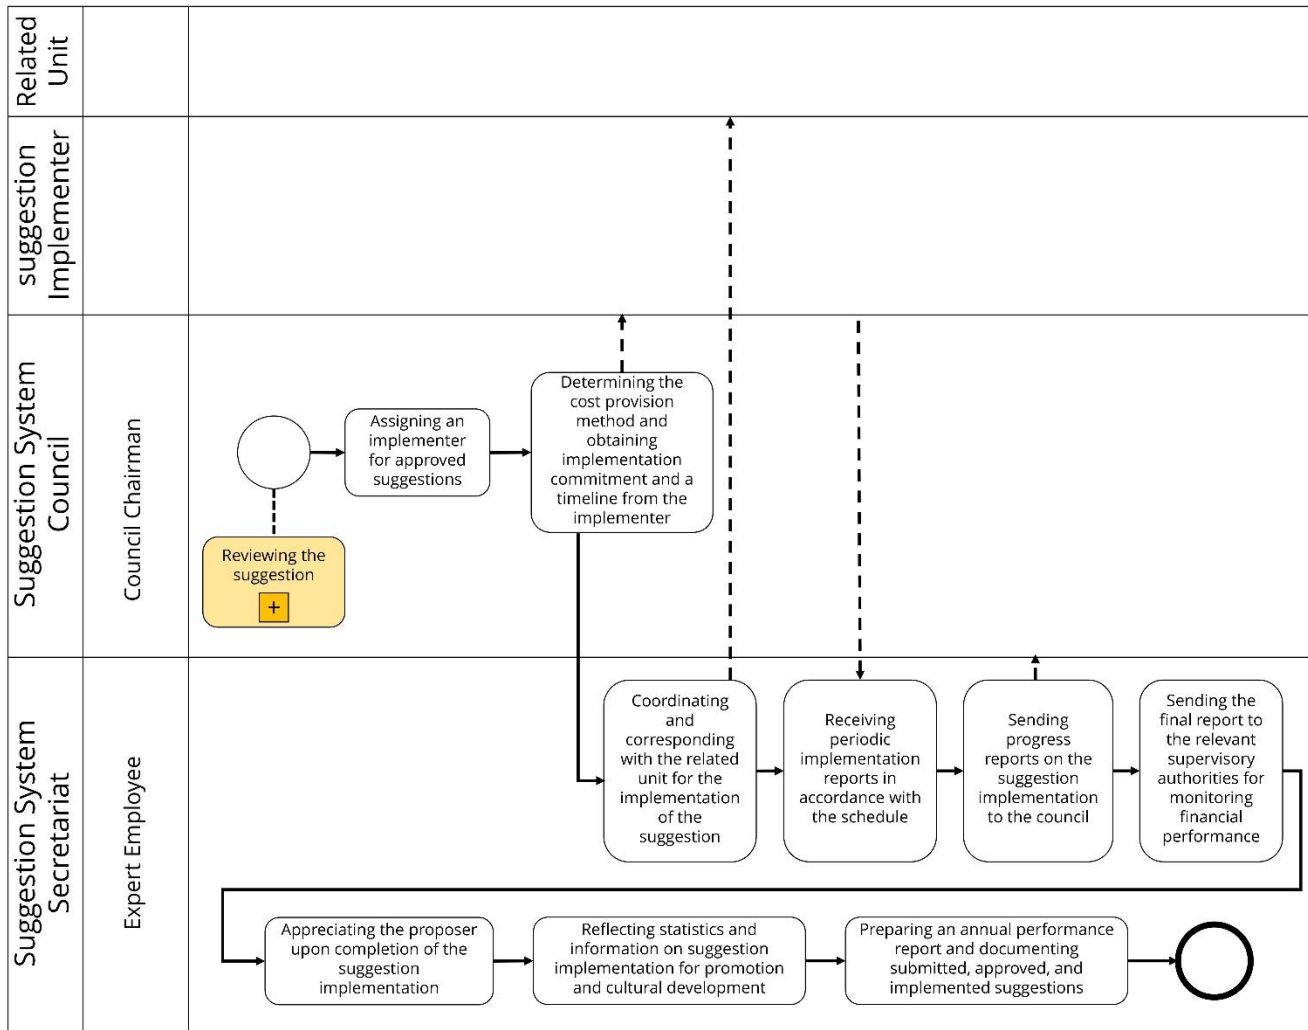 Related
Unit
suggestion
Implementer
Suggestion System
Council
Council Chairman
Assigning an
implementer
for approved
suggestions
Determining the
cost provision
method and
obtaining
implementation
commitment and a
timeline from the
implementer
Reviewing the
suggestion
+
Suggestion System
Secretariat
Expert Employee
Coordinating
and
corresponding
with the related
unit for the
implementation
of the
suggestion
Receiving
periodic
implementation
reports in
accordance with
the schedule
Sending
progress
reports on the
suggestion
implementation
to the council
Sending the
final report to
the relevant
supervisory
authorities for
monitoring
financial
performance
Appreciating the proposer
upon completion of the
suggestion
implementation
Reflecting statistics and
information on suggestion
implementation for promotion
and cultural development
Preparing an annual performance
report and documenting
submitted, approved, and
implemented suggestions